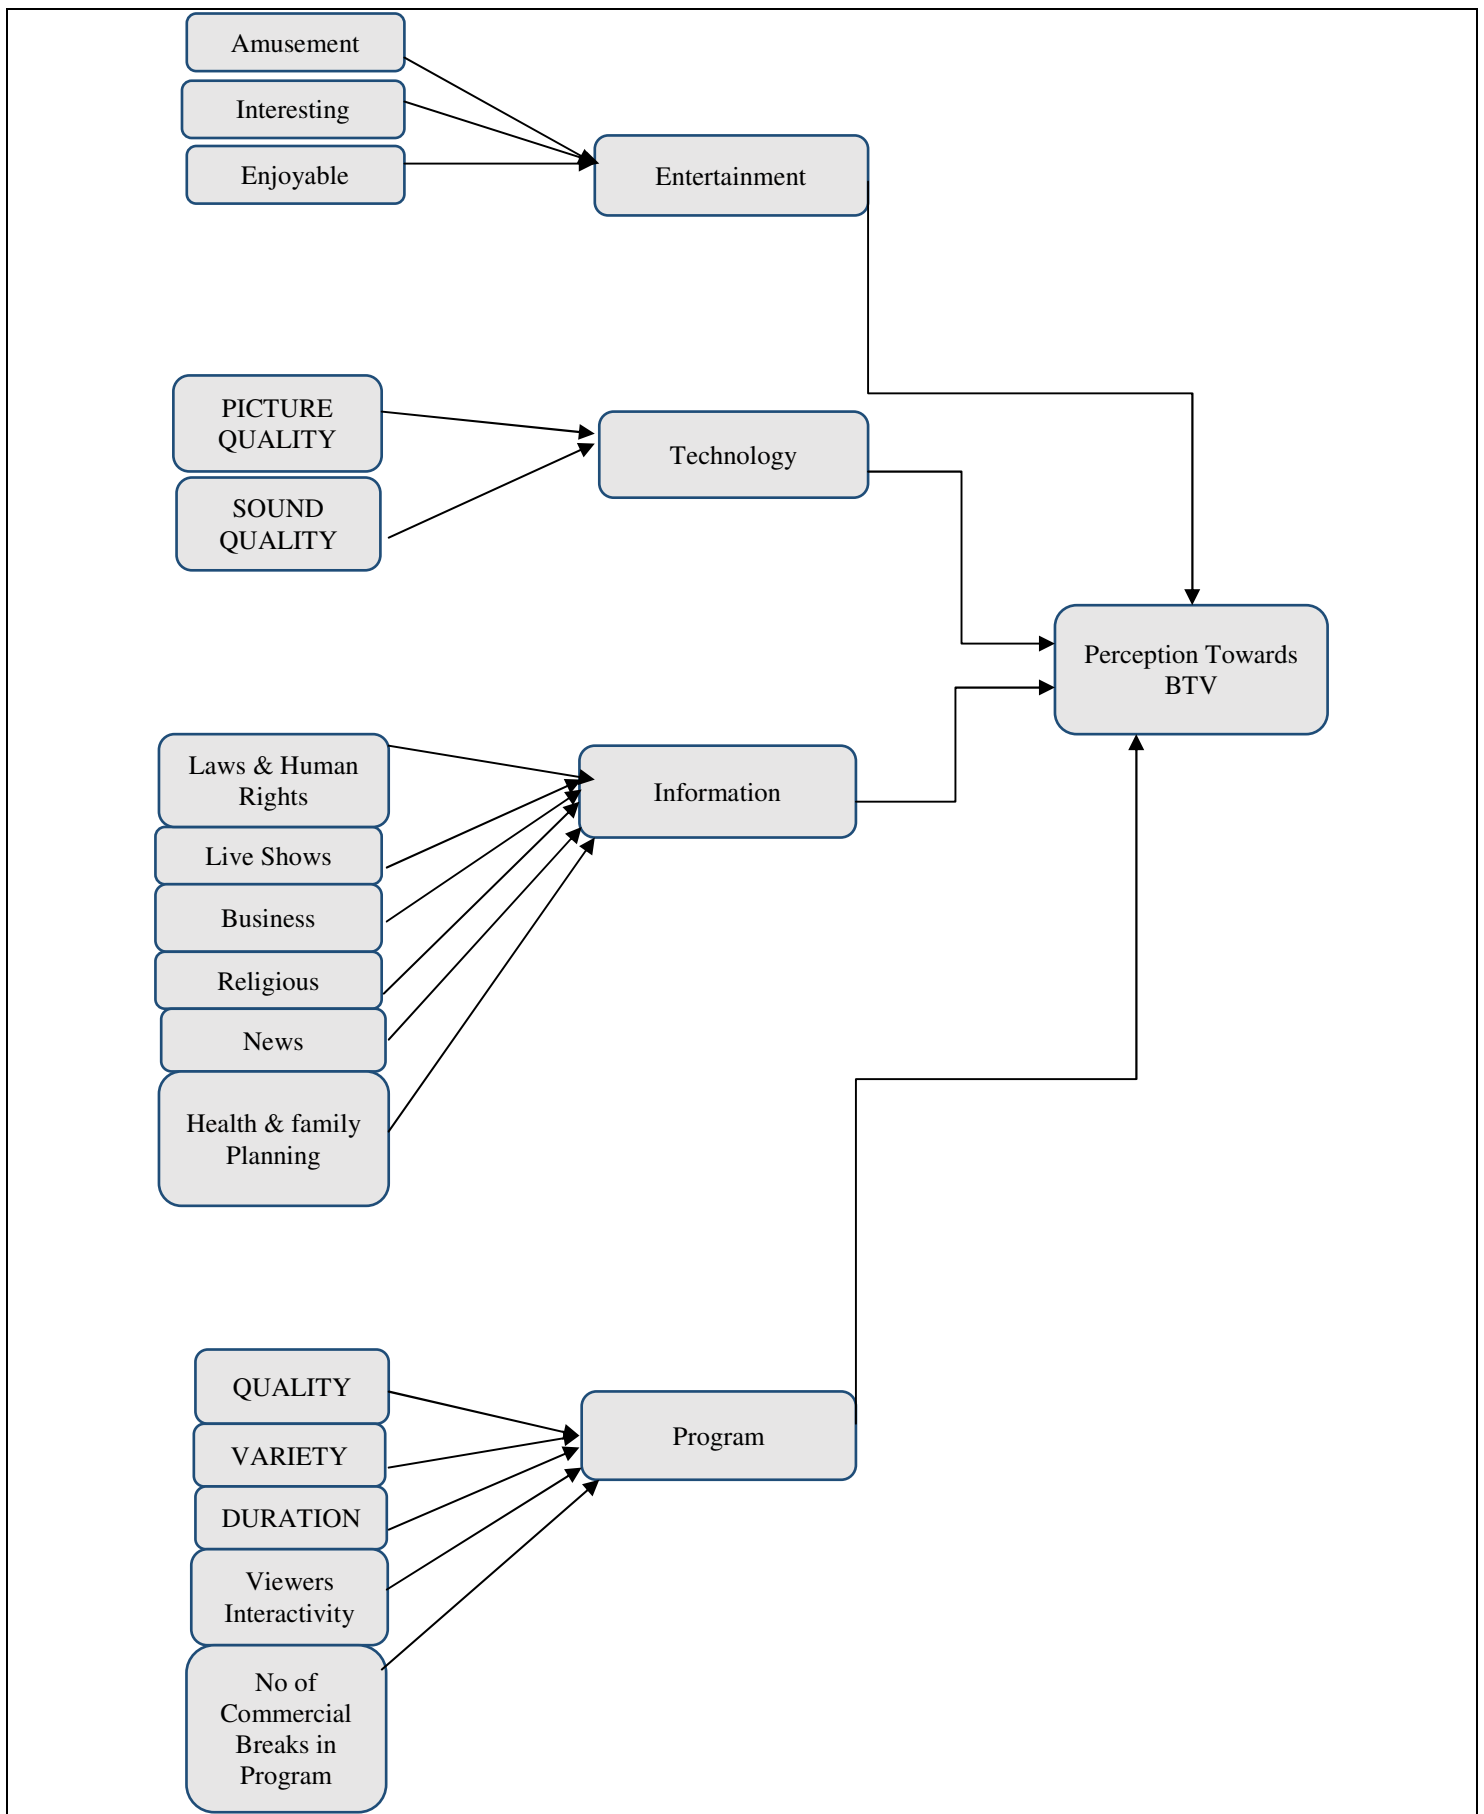 Amusement
Interesting
Enjoyable
Entertainment
PICTURE
QUALITY
SOUND
QUALITY
Technology
Perception Towards
BTV
Laws & Human
Rights
Live Shows
Business
Religious
News
Health & family
Planning
Information
QUALITY
VARIETY
DURATION
Viewers
Interactivity
No of
Commercial
Breaks in
Program
Program